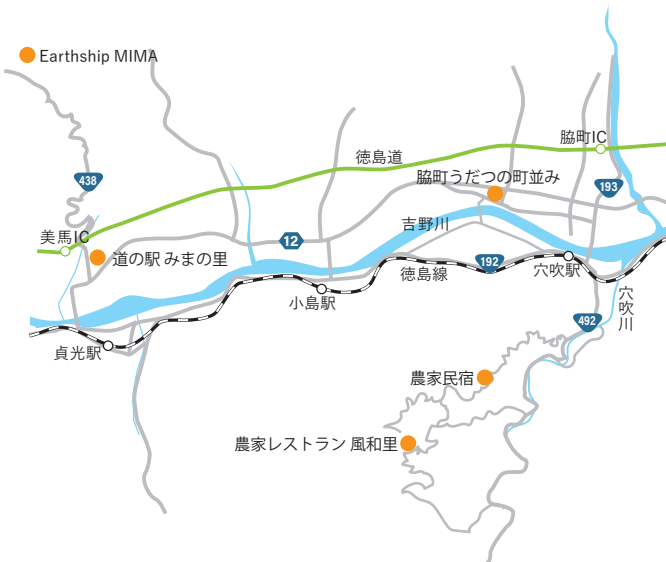 Earthship MIMA
脇町IC
徳島道
脇町うだつの町並み
438
193
吉野川
美馬IC
12
道の駅 みまの里
192
穴吹駅
徳島線
小島駅
穴吹川
492
貞光駅
農家民宿
農家レストラン 風和里